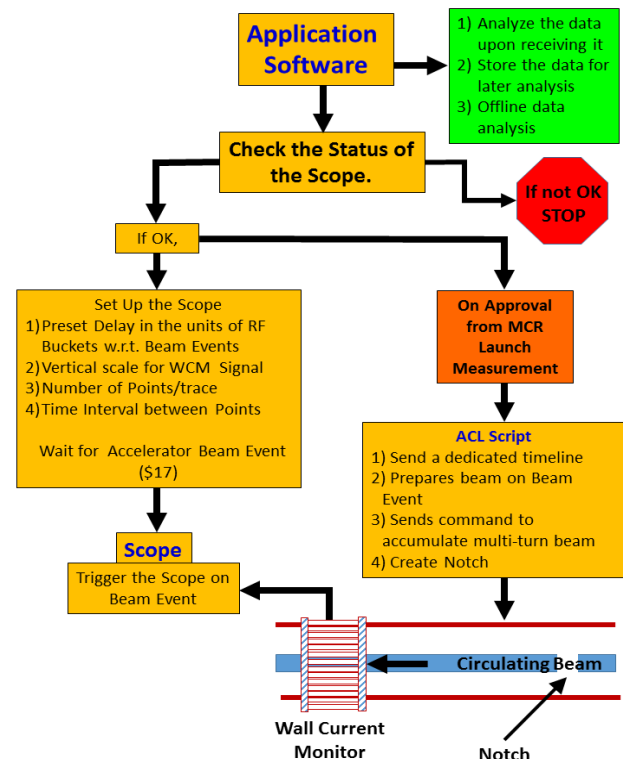 Application
Software
1) Analyze the data
upon receiving it
2) Store the data for
later analysis
3) Offline data
analysis
Check the Status of
the Scope.
If not OK
STOP
If OK,
Set Up the Scope
1)Preset Delay in the units of RF
Buckets w.r.t. Beam Events
2)Vertical scale for WCM Signal
3)Number of Points/trace
4)Time Interval between Points
Wait for Accelerator Beam Event
($17)
On Approval
from MCR
Launch
Measurement
ACL Script
1) Send a dedicated timeline
2) Prepares beam on Beam
Event
3) Sends command to
accumulate multi-turn beam
4) Create Notch
Scope
Trigger the Scope on
Beam Event
Circulating Beam
Wall Current
Monitor
Notch